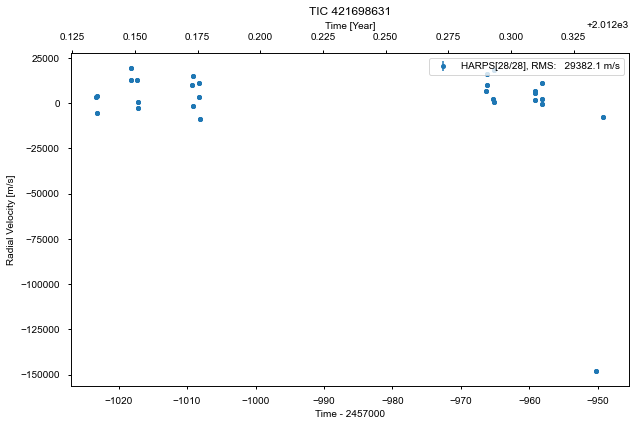 TIC 421698631
Time [Year]
+2.012e3
0.125 0.150 0.175 0.200 0.225 0.250 0.275 0.300 0.325
HARPS[28/28], RMS: 29382.1 m/s
25000
0
−25000
−50000
−75000
−100000
−125000
−150000
Radial Velocity [m/s]
−1020 −1010 −1000 −990 −980 −970 −960 −950
Time - 2457000